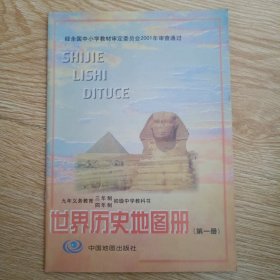 经全国中小学教材审定委员会2001年审查通过
SHIJIE
LISHI
DITUCE
九年义务教育三年制四年制初级中学教科书
世界历史地图册(第一册)
中国地图出版社